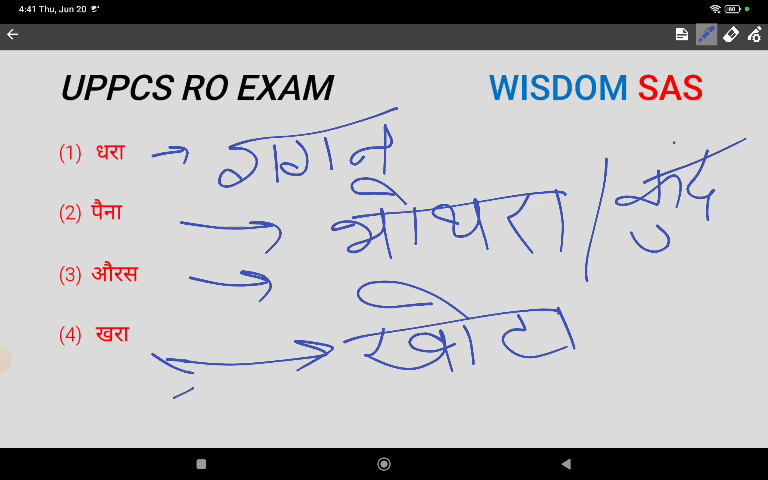 4:41 Thu, Jun 20
60
UPPCS RO EXAM WISDOM SAS
(1) धरा → गगन
(2) पैना → भोथरा / कुंद
(3) औरस →
(4) खरा → खोटा